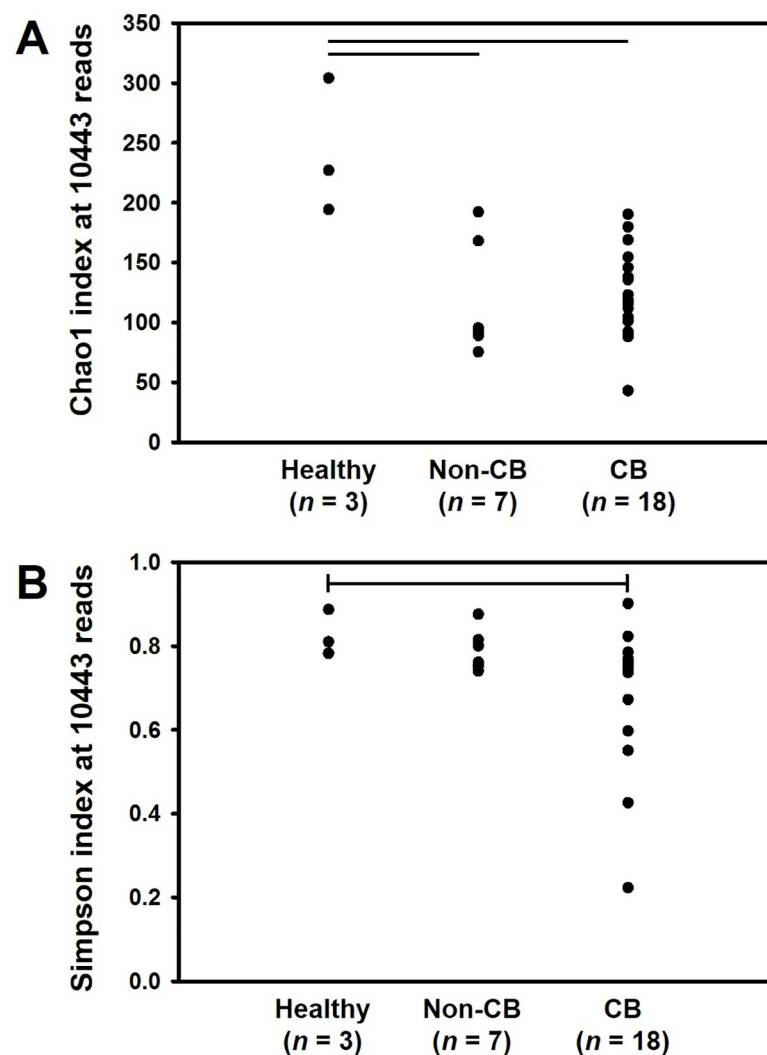 A
Chao1 index at 10443 reads
350
300
250
200
150
100
50
0
Healthy
(n = 3)
Non-CB
(n = 7)
CB
(n = 18)
B
Simpson index at 10443 reads
1.0
0.8
0.6
0.4
0.2
0.0
Healthy
(n = 3)
Non-CB
(n = 7)
CB
(n = 18)